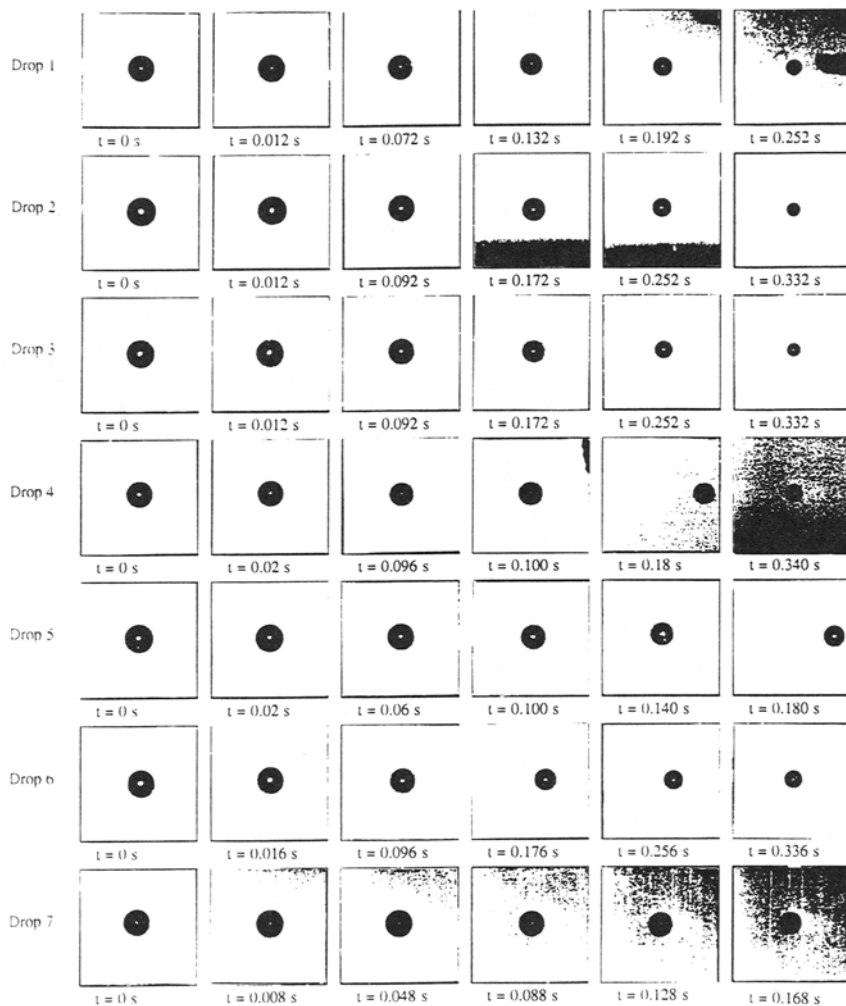 Drop 1
t = 0 s t = 0.012 s t = 0.072 s t = 0.132 s t = 0.192 s t = 0.252 s
Drop 2
t = 0 s t = 0.012 s t = 0.092 s t = 0.172 s t = 0.252 s t = 0.332 s
Drop 3
t = 0 s t = 0.012 s t = 0.092 s t = 0.172 s t = 0.252 s t = 0.332 s
Drop 4
t = 0 s t = 0.02 s t = 0.096 s t = 0.100 s t = 0.18 s t = 0.340 s
Drop 5
t = 0 s t = 0.02 s t = 0.06 s t = 0.100 s t = 0.140 s t = 0.180 s
Drop 6
t = 0 s t = 0.016 s t = 0.096 s t = 0.176 s t = 0.256 s t = 0.336 s
Drop 7
t = 0 s t = 0.008 s t = 0.048 s t = 0.088 s t = 0.128 s t = 0.168 s